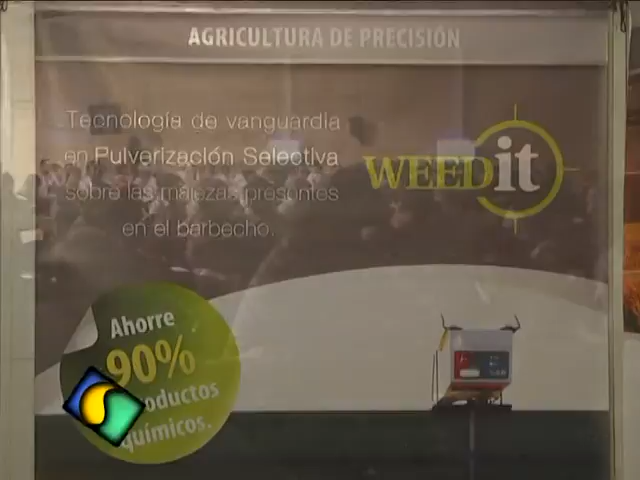 AGRICULTURA DE PRECISIÓN
Tecnología de vanguardia
en Pulverización Selectiva
sobre las malezas presentes
en el barbecho.
WEEDit
Ahorre
90%
químicos.